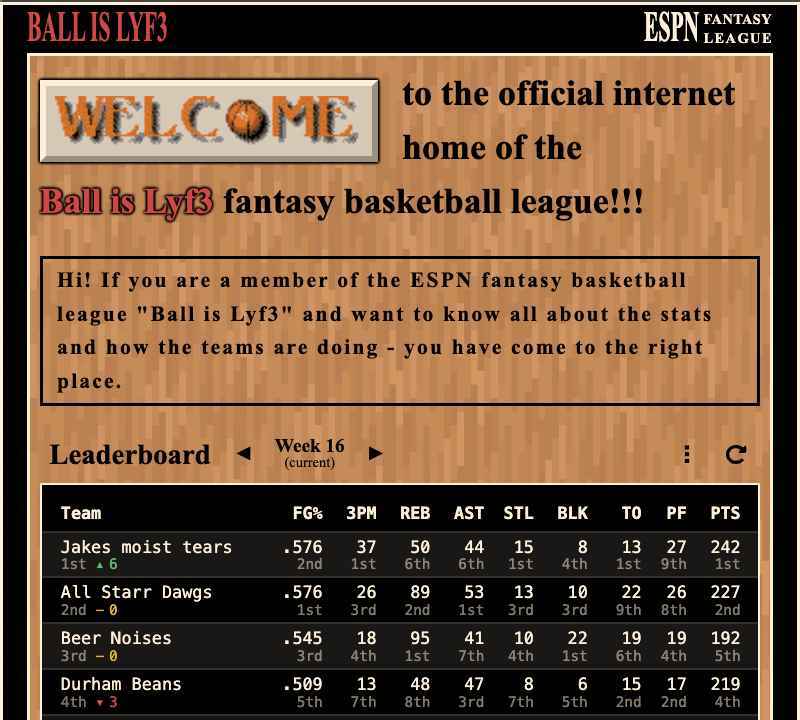 BALL IS LYF3
ESPN FANTASY LEAGUE
WELCOME to the official internet
home of the
Ball is Lyf3 fantasy basketball league!!!
Hi! If you are a member of the ESPN fantasy basketball
league "Ball is Lyf3" and want to know all about the stats
and how the teams are doing - you have come to the right
place.
Leaderboard ◀ Week 16 ▶
(current)
Team FG% 3PM REB AST STL BLK TO PF PTS
Jakes moist tears .576 37 50 44 15 8 13 27 242
1st ▲ 6 2nd 1st 6th 6th 1st 4th 1st 9th 1st
All Starr Dawgs .576 26 89 53 13 10 22 26 227
2nd – 0 1st 3rd 2nd 1st 3rd 3rd 9th 8th 2nd
Beer Noises .545 18 95 41 10 22 19 19 192
3rd – 0 3rd 4th 1st 7th 4th 1st 6th 4th 5th
Durham Beans .509 13 48 47 8 6 15 17 219
4th ▼ 3 5th 7th 8th 3rd 7th 5th 2nd 2nd 4th